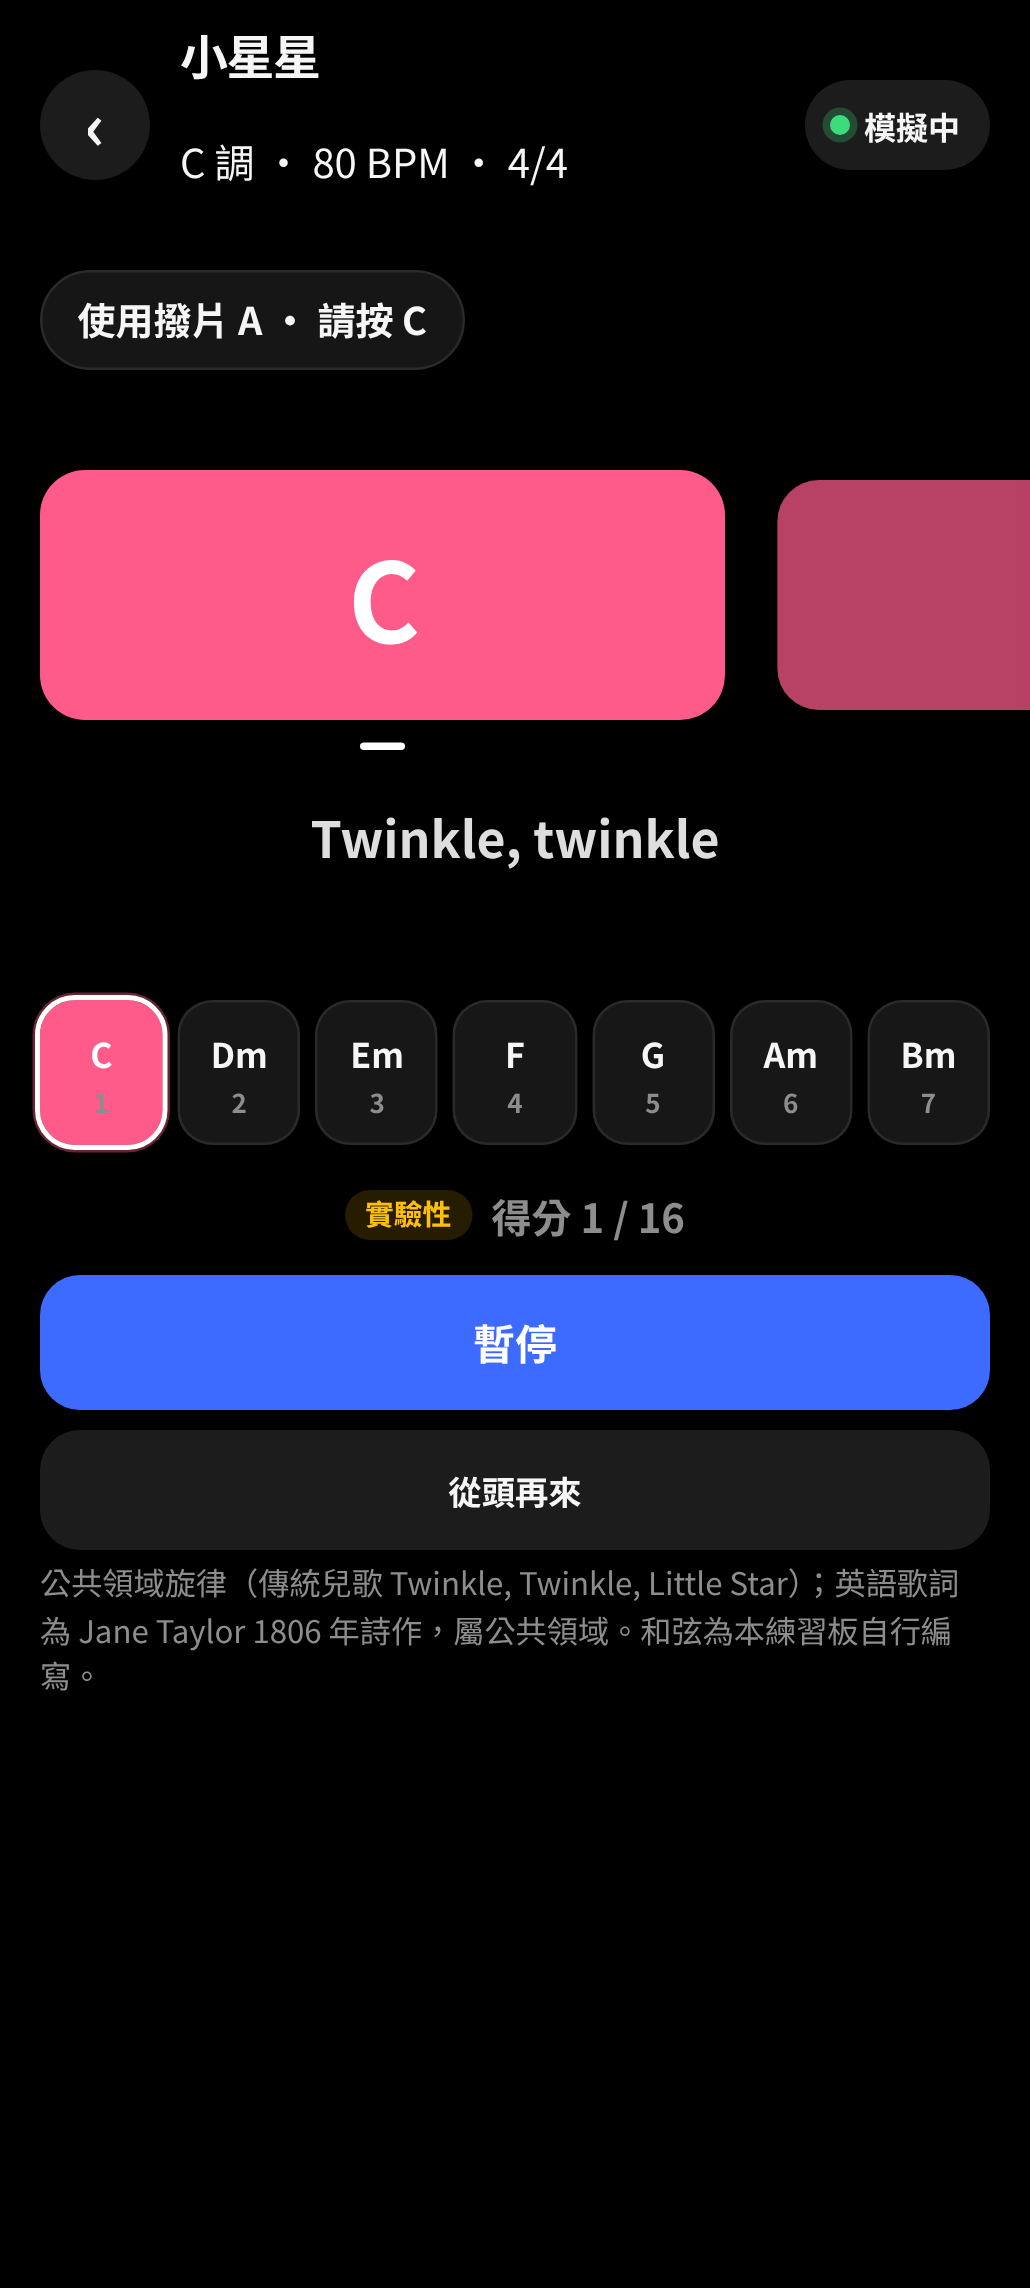 小星星
‹
C 調 · 80 BPM · 4/4
模擬中
使用撥片 A · 請按 C
C
Twinkle, twinkle
C Dm Em F G Am Bm
1 2 3 4 5 6 7
實驗性 得分 1 / 16
暫停
從頭再來
公共領域旋律（傳統兒歌 Twinkle, Twinkle, Little Star）；英語歌詞
為 Jane Taylor 1806 年詩作，屬公共領域。和弦為本練習板自行編
寫。